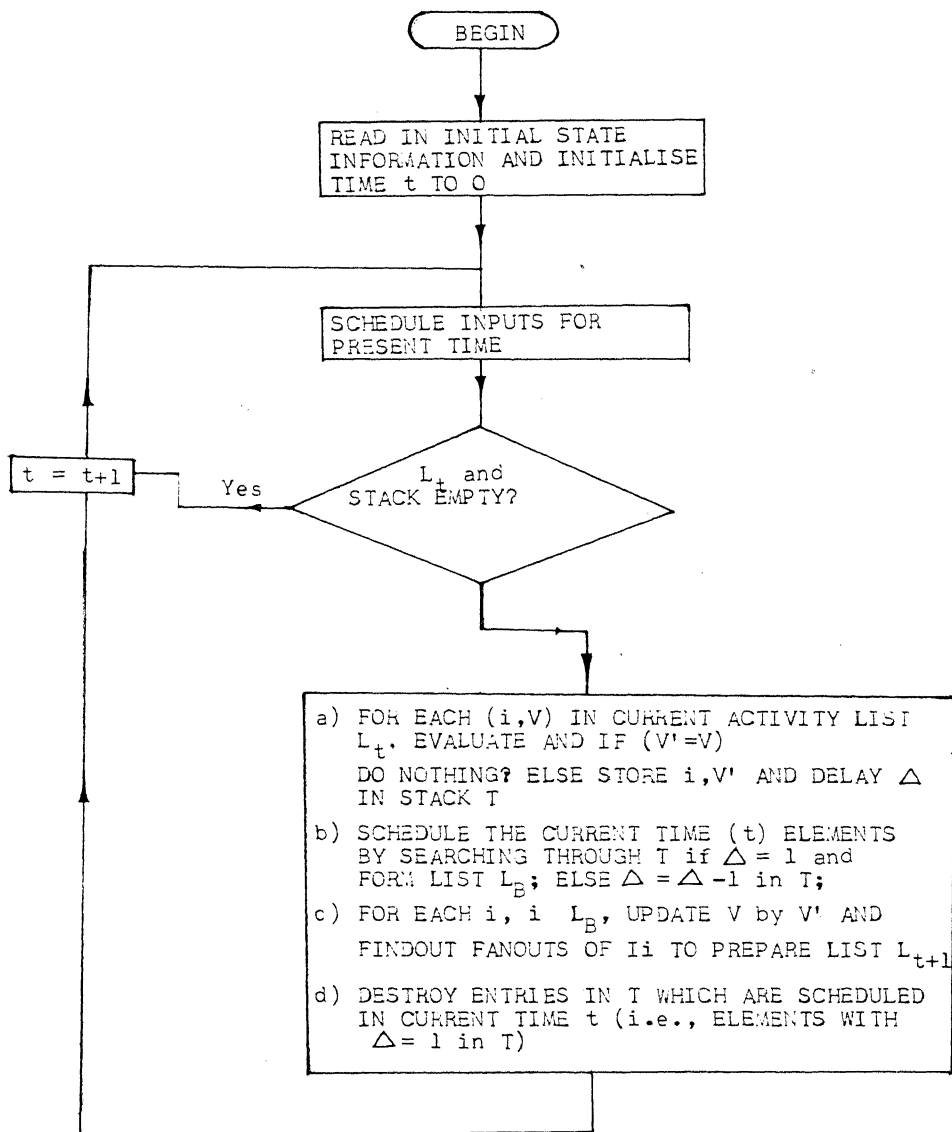 BEGIN
READ IN INITIAL STATE
INFORMATION AND INITIALISE
TIME t TO 0
SCHEDULE INPUTS FOR
PRESENT TIME
t = t+1
Yes
L_t and
STACK EMPTY?
a) FOR EACH (i,V) IN CURRENT ACTIVITY LIST
L_t. EVALUATE AND IF (V'=V)
DO NOTHING? ELSE STORE i,V' AND DELAY Δ
IN STACK T
b) SCHEDULE THE CURRENT TIME (t) ELEMENTS
BY SEARCHING THROUGH T if Δ = 1 and
FORM LIST L_B; ELSE Δ = Δ -1 in T;
c) FOR EACH i, i L_B, UPDATE V by V' AND
FINDOUT FANOUTS OF Ii TO PREPARE LIST L_t+1
d) DESTROY ENTRIES IN T WHICH ARE SCHEDULED
IN CURRENT TIME t (i.e., ELEMENTS WITH
Δ= 1 in T)